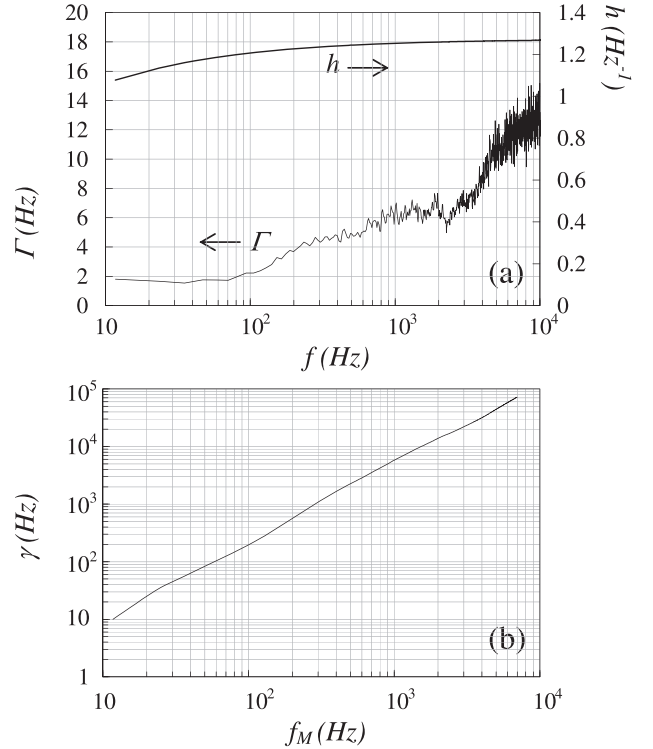 20 1.4
18
16 1.2
14 1
12
10 0.8
8 0.6
6 0.4
4
2 0.2
0 0
Γ (Hz)
h (Hz⁻¹)
h
Γ
(a)
10 10² 10³ 10⁴
f (Hz)
10⁵
10⁴
10³
10²
10
1
γ (Hz)
(b)
10 10² 10³ 10⁴
f_M (Hz)